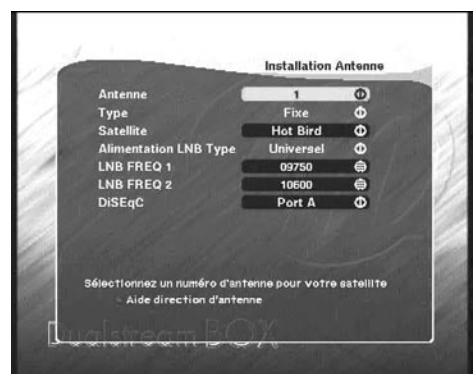 Installation Antenne
Antenne 1
Type Fixe
Satellite Hot Bird
Alimentation LNB Type Universel
LNB FREQ 1 09750
LNB FREQ 2 10600
DiSEqC Port A
Sélectionnez un numéro d'antenne pour votre satellite
Aide direction d'antenne
Dualstream BOX